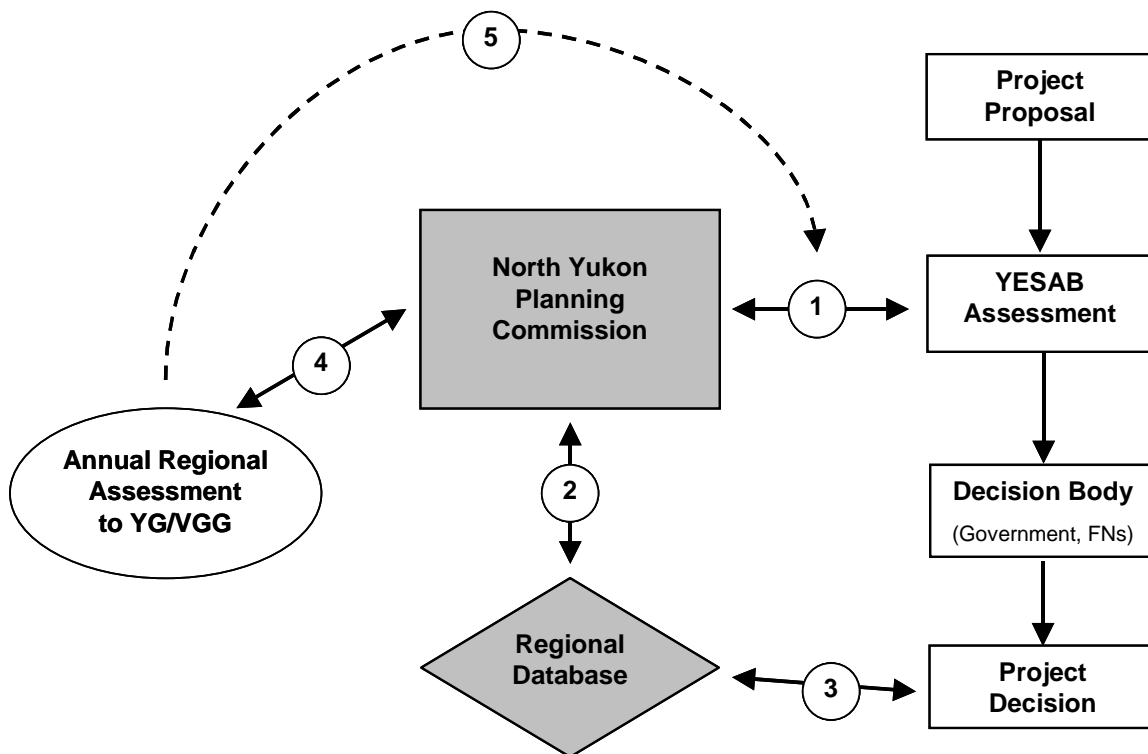 5
Project
Proposal
North Yukon
Planning
Commission
1
YESAB
Assessment
4
Annual Regional
Assessment
to YG/VGG
2
Decision Body
(Government, FNs)
Regional
Database
3
Project
Decision